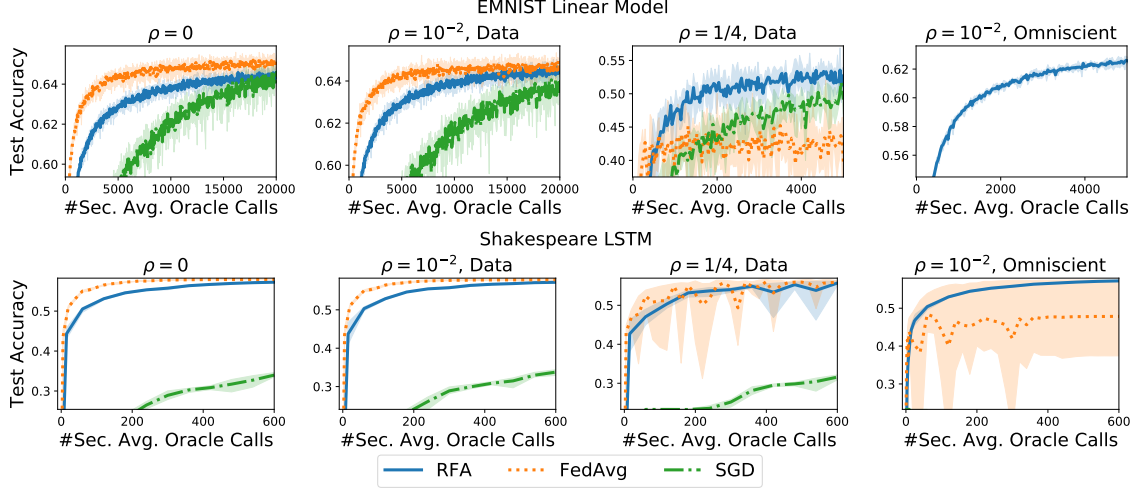 EMNIST Linear Model
ρ = 0
ρ = 10⁻², Data
ρ = 1/4, Data
ρ = 10⁻², Omniscient
Test Accuracy
0.64
0.62
0.60
0 5000 10000 15000 20000
#Sec. Avg. Oracle Calls
0.64
0.62
0.60
0 5000 10000 15000 20000
#Sec. Avg. Oracle Calls
0.55
0.50
0.45
0.40
0 2000 4000
#Sec. Avg. Oracle Calls
0.62
0.60
0.58
0.56
0 2000 4000
#Sec. Avg. Oracle Calls
Shakespeare LSTM
ρ = 0
ρ = 10⁻², Data
ρ = 1/4, Data
ρ = 10⁻², Omniscient
Test Accuracy
0.5
0.4
0.3
0 200 400 600
#Sec. Avg. Oracle Calls
0.5
0.4
0.3
0 200 400 600
#Sec. Avg. Oracle Calls
0.5
0.4
0.3
0 200 400 600
#Sec. Avg. Oracle Calls
0.5
0.4
0.3
0 200 400 600
#Sec. Avg. Oracle Calls
RFA FedAvg SGD